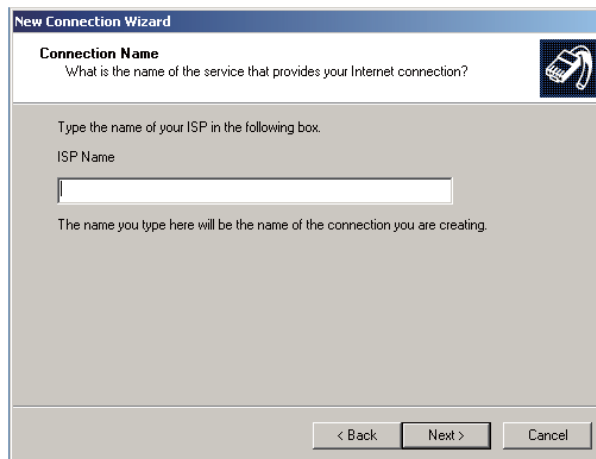 New Connection Wizard
Connection Name
What is the name of the service that provides your Internet connection?
Type the name of your ISP in the following box.
ISP Name
The name you type here will be the name of the connection you are creating.
< Back
Next >
Cancel